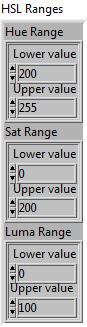 HSL Ranges
Hue Range
Lower value
200
Upper value
255
Sat Range
Lower value
0
Upper value
200
Luma Range
Lower value
0
Upper value
100